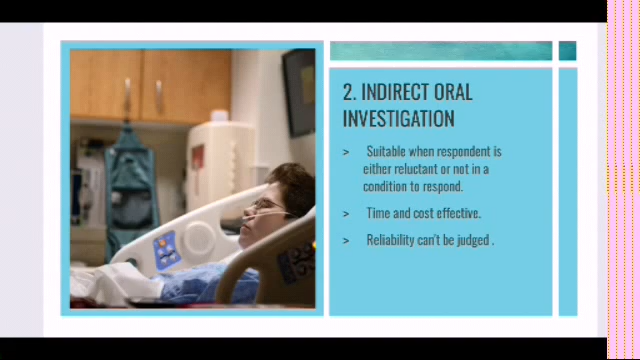 2. INDIRECT ORAL
INVESTIGATION
> Suitable when respondent is
either reluctant or not in a
condition to respond.
> Time and cost effective.
> Reliability can't be judged .